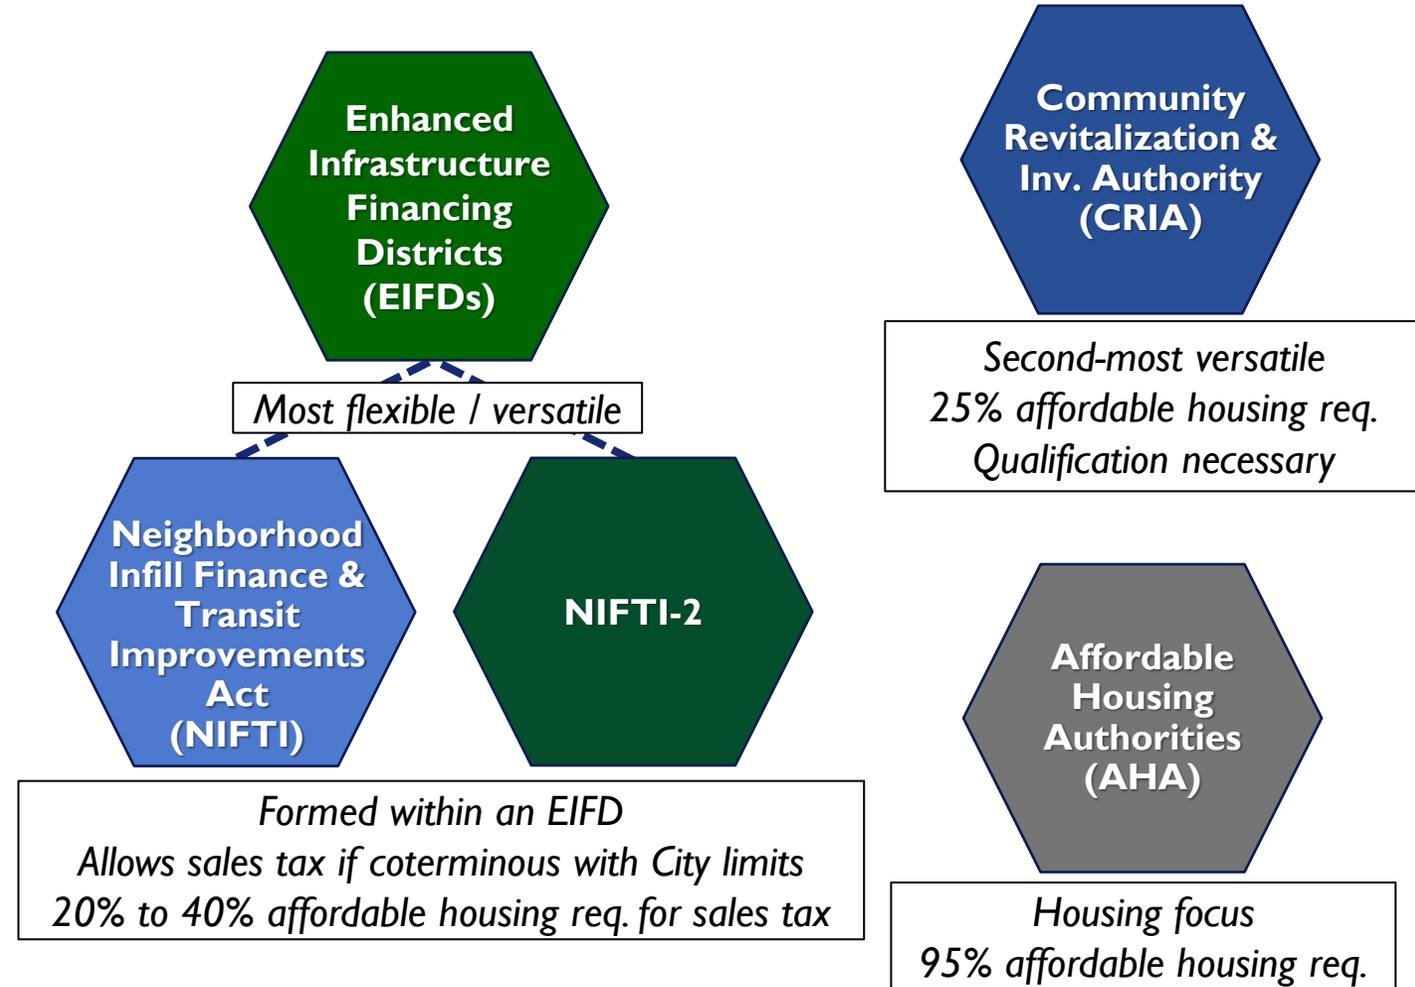 Enhanced
Infrastructure
Financing
Districts
(EIFDs)
Most flexible / versatile
Neighborhood
Infill Finance &
Transit
Improvements
Act
(NIFTI)
NIFTI-2
Formed within an EIFD
Allows sales tax if coterminous with City limits
20% to 40% affordable housing req. for sales tax
Community
Revitalization &
Inv. Authority
(CRIA)
Second-most versatile
25% affordable housing req.
Qualification necessary
Affordable
Housing
Authorities
(AHA)
Housing focus
95% affordable housing req.